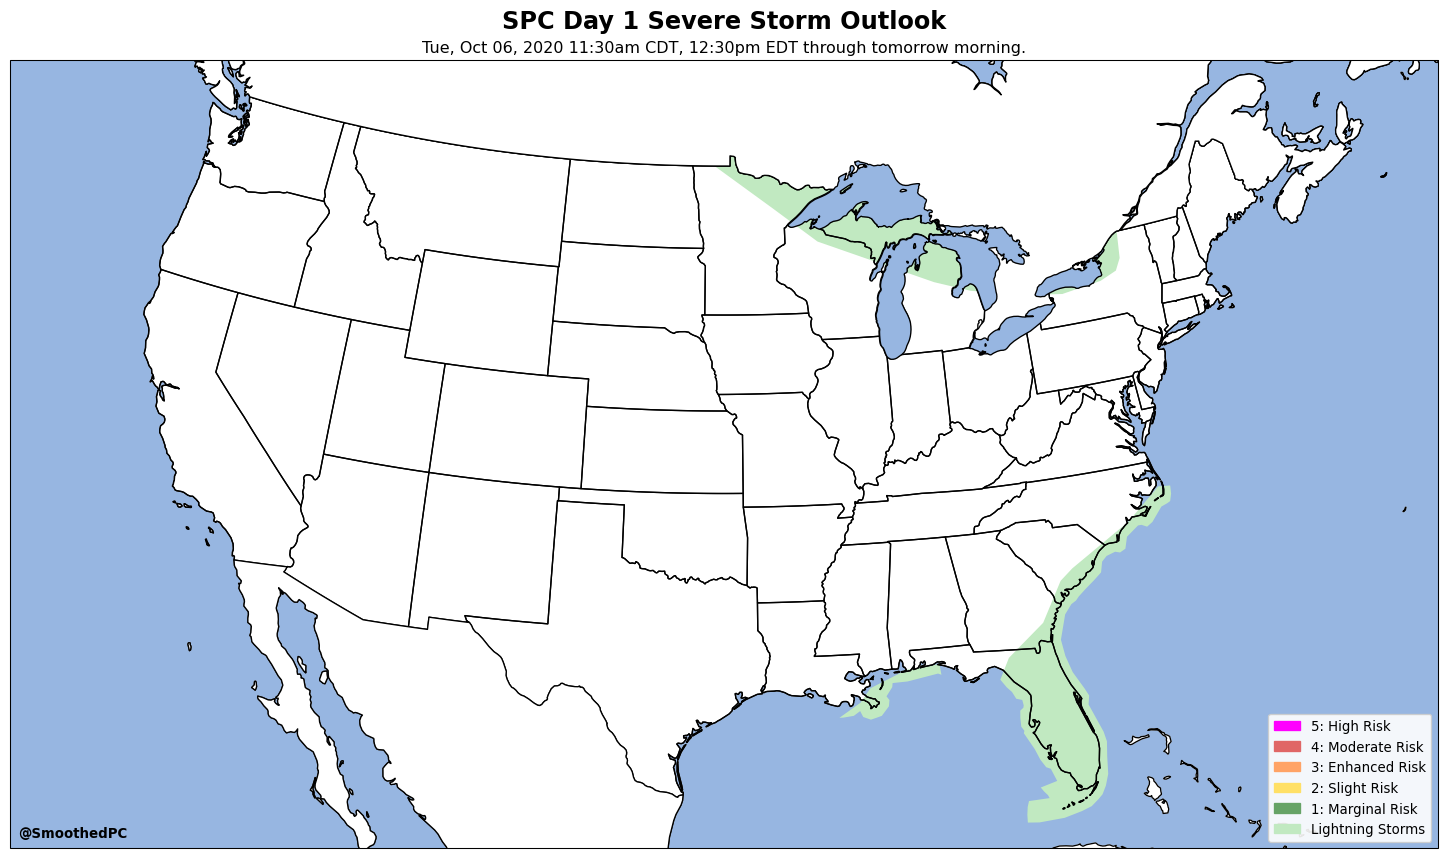 SPC Day 1 Severe Storm Outlook
Tue, Oct 06, 2020 11:30am CDT, 12:30pm EDT through tomorrow morning.
5: High Risk
4: Moderate Risk
3: Enhanced Risk
2: Slight Risk
1: Marginal Risk
Lightning Storms
@SmoothedPC